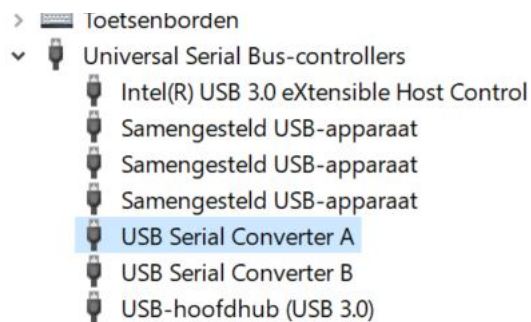 Toetsenborden
Universal Serial Bus-controllers
Intel(R) USB 3.0 eXtensible Host Control
Samengesteld USB-apparaat
Samengesteld USB-apparaat
Samengesteld USB-apparaat
USB Serial Converter A
USB Serial Converter B
USB-hoofdhub (USB 3.0)